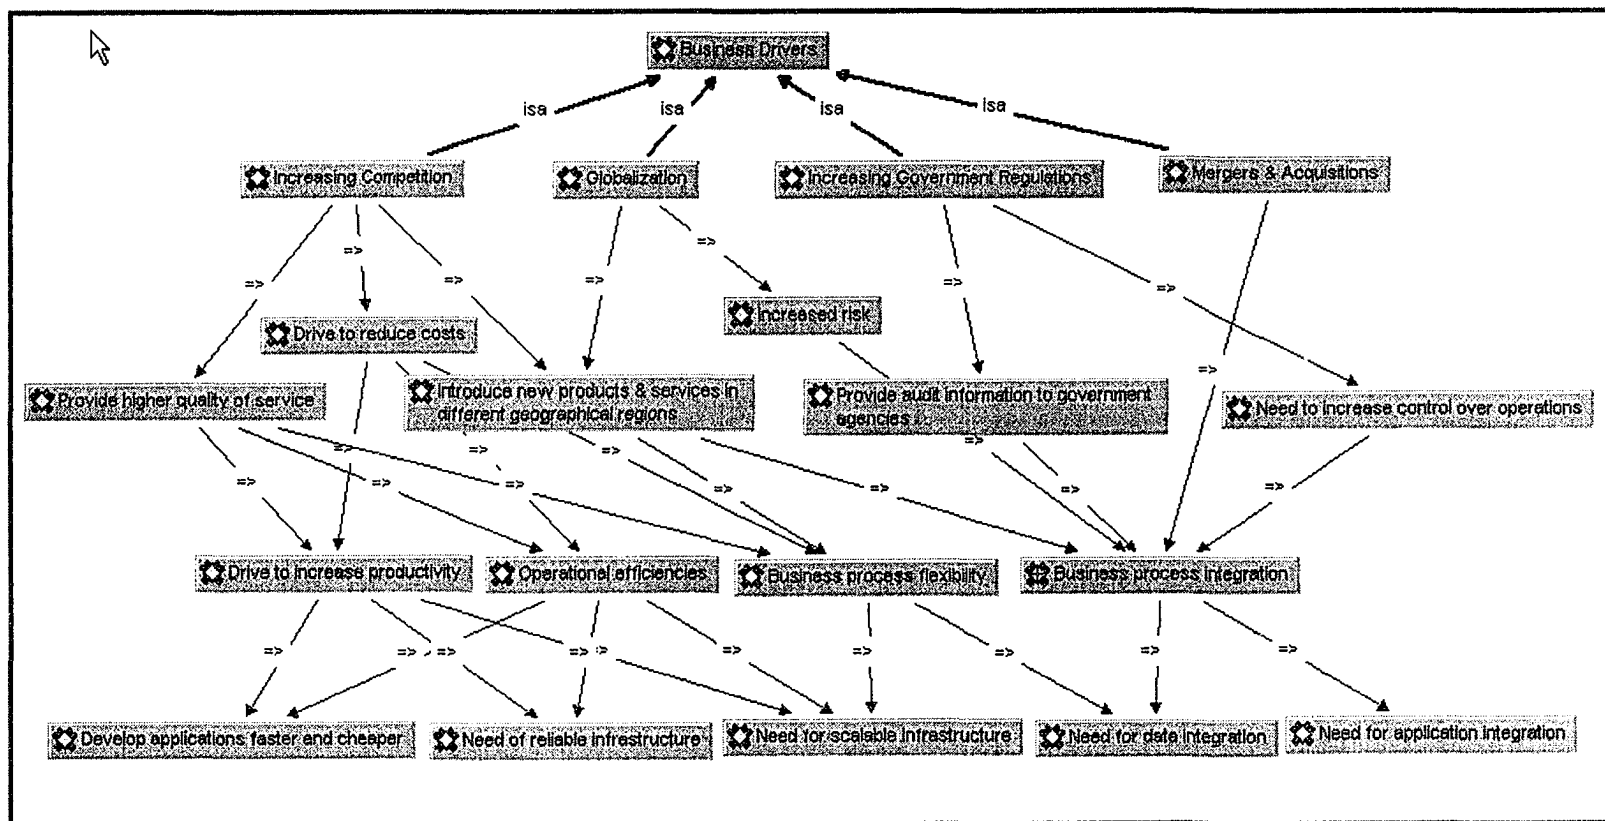 Business Drivers
isa
isa
isa
isa
Increasing Competition
Globalization
Increasing Government Regulations
Mergers & Acquisitions
=>
=>
=>
=>
=>
=>
=>
=>
Increased risk
Drive to reduce costs
=>
Provide higher quality of service
Introduce new products & services in
different geographical regions
Provide audit information to government
agencies
Need to increase control over operations
=>
=>
=>
=>
=>
=>
=>
=>
=>
=>
=>
Drive to increase productivity
Operational efficiencies
Business process flexibility
Business process integration
=>
=>
=>
=>
=>
=>
=>
=>
=>
=>
Develop applications faster and cheaper
Need of reliable infrastructure
Need for scalable infrastructure
Need for data integration
Need for application integration